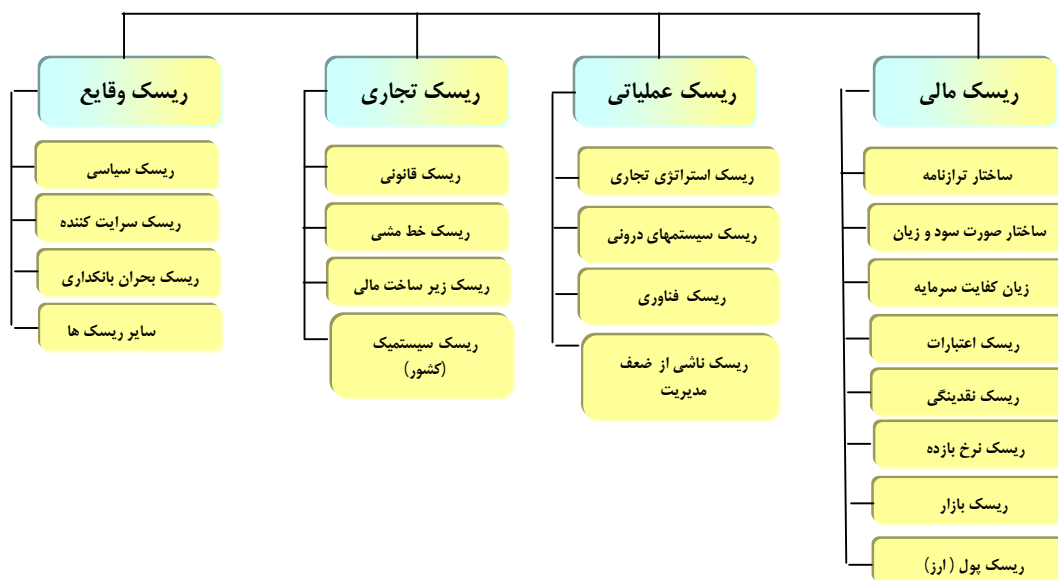 ریسک مالی
ساختار ترازنامه
ساختار صورت سود و زیان
زیان کفایت سرمایه
ریسک اعتبارات
ریسک نقدینگی
ریسک نرخ بازده
ریسک بازار
ریسک پول (ارز)
ریسک عملیاتی
ریسک استراتژی تجاری
ریسک سیستمهای درونی
ریسک فناوری
ریسک ناشی از ضعف
مدیریت
ریسک تجاری
ریسک قانونی
ریسک خط مشی
ریسک زیر ساخت مالی
ریسک سیستمیک
(کشور)
ریسک وقایع
ریسک سیاسی
ریسک سرایت کننده
ریسک بحران بانکداری
سایر ریسک ها